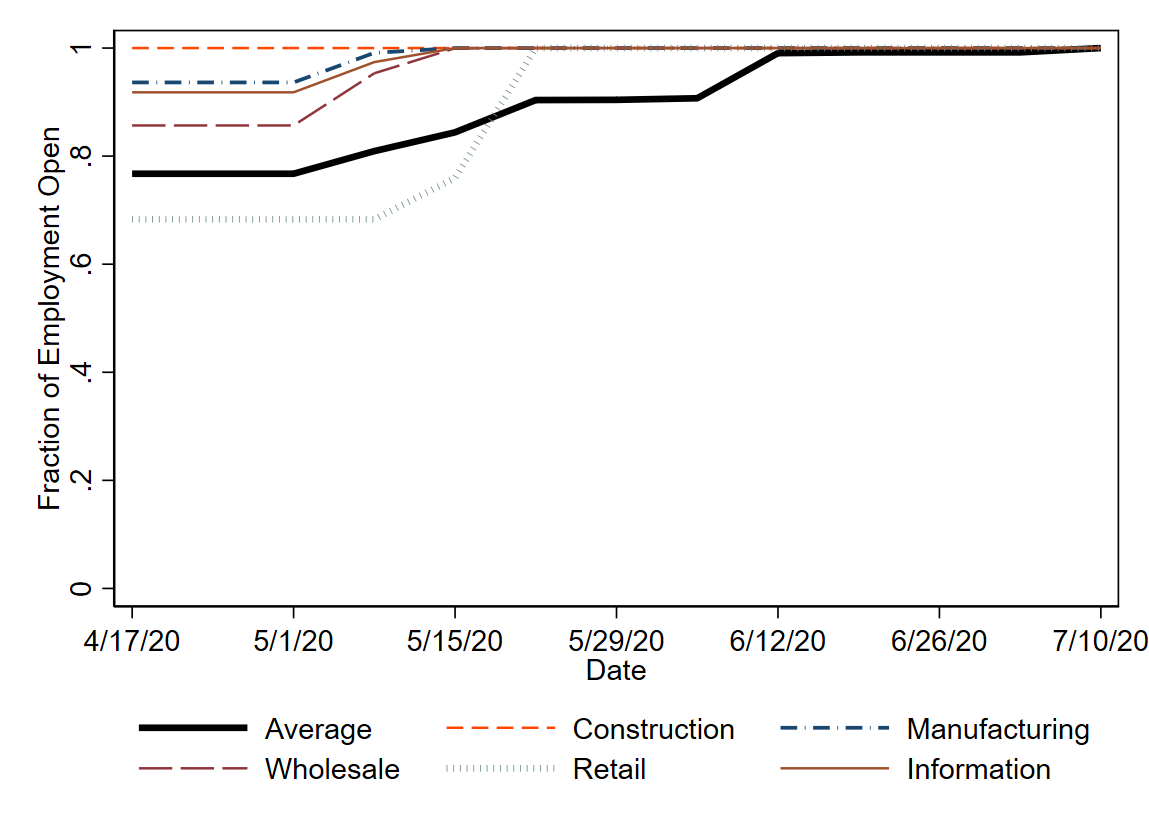 Fraction of Employment Open
1
.8
.6
.4
.2
0
4/17/20 5/1/20 5/15/20 5/29/20 6/12/20 6/26/20 7/10/20
Date
Average Construction Manufacturing
Wholesale Retail Information